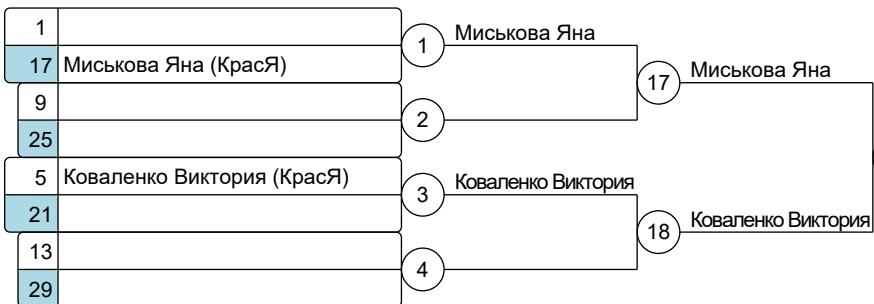 1
17 Миськова Яна (КрасЯ)
1 Миськова Яна
9
25
2
17 Миськова Яна
5 Коваленко Виктория (КрасЯ)
21
3 Коваленко Виктория
13
29
4
18 Коваленко Виктория